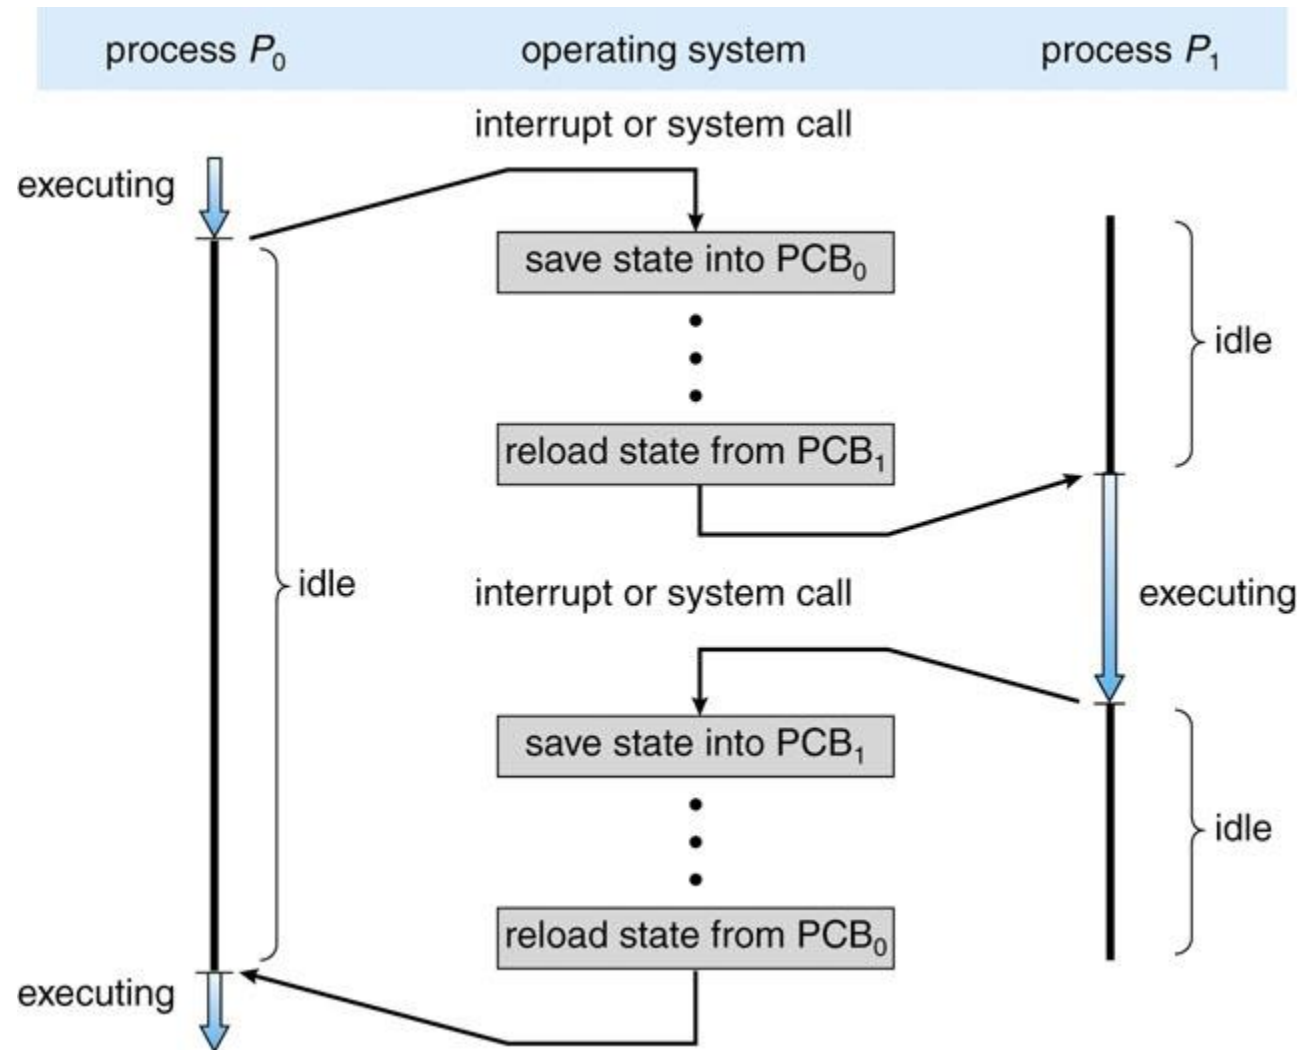 process P₀ operating system process P₁
interrupt or system call
executing
save state into PCB₀
idle
reload state from PCB₁
idle
interrupt or system call
executing
save state into PCB₁
idle
reload state from PCB₀
executing